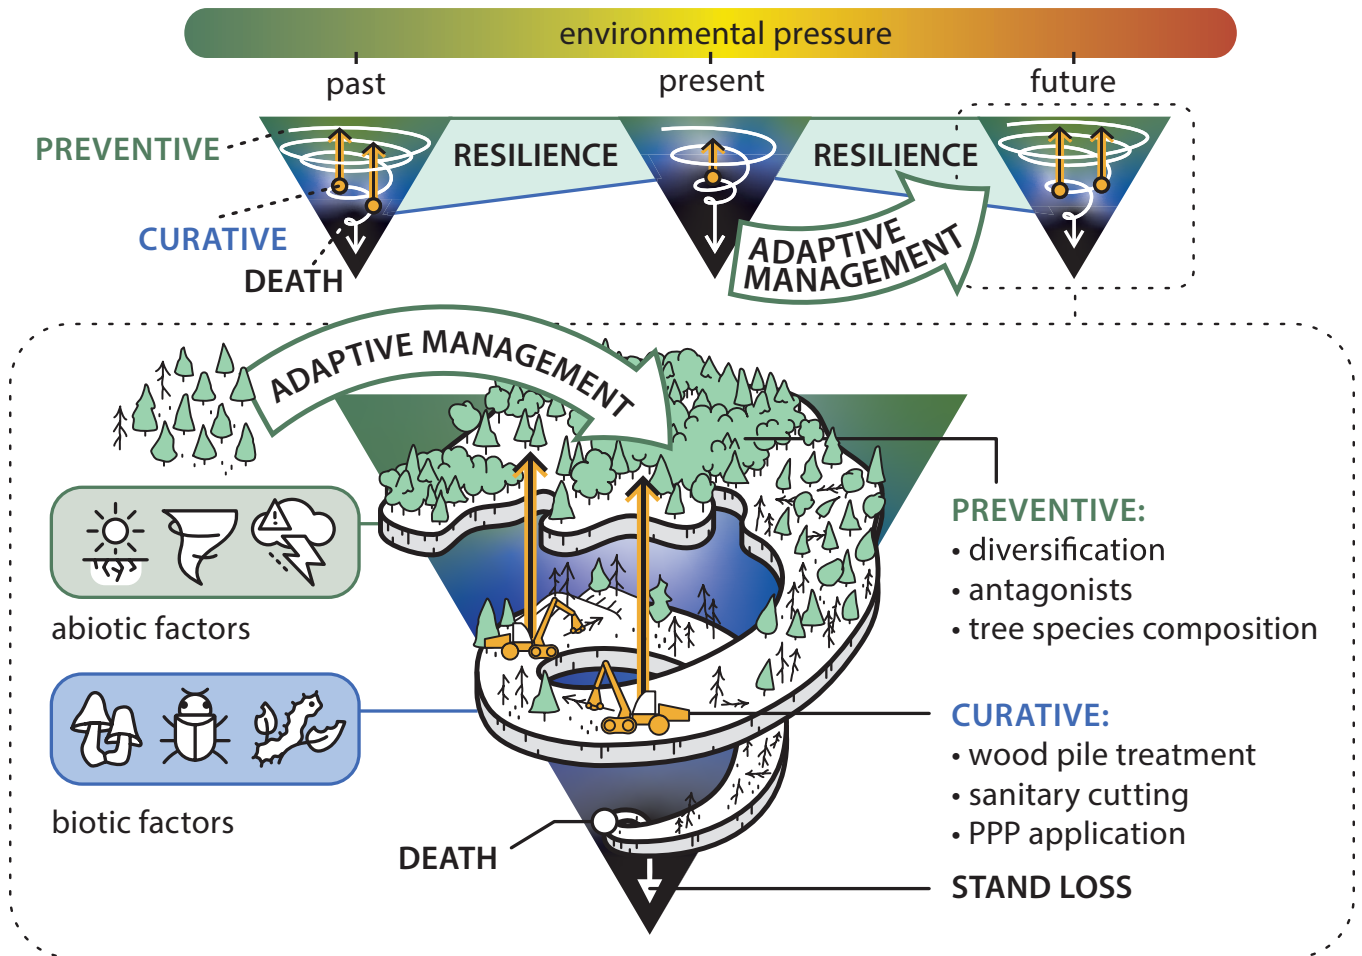 environmental pressure
past
present
future
PREVENTIVE
RESILIENCE
RESILIENCE
CURATIVE
DEATH
ADAPTIVE
MANAGEMENT
ADAPTIVE MANAGEMENT
abiotic factors
biotic factors
PREVENTIVE:
• diversification
• antagonists
• tree species composition
CURATIVE:
• wood pile treatment
• sanitary cutting
• PPP application
DEATH
STAND LOSS